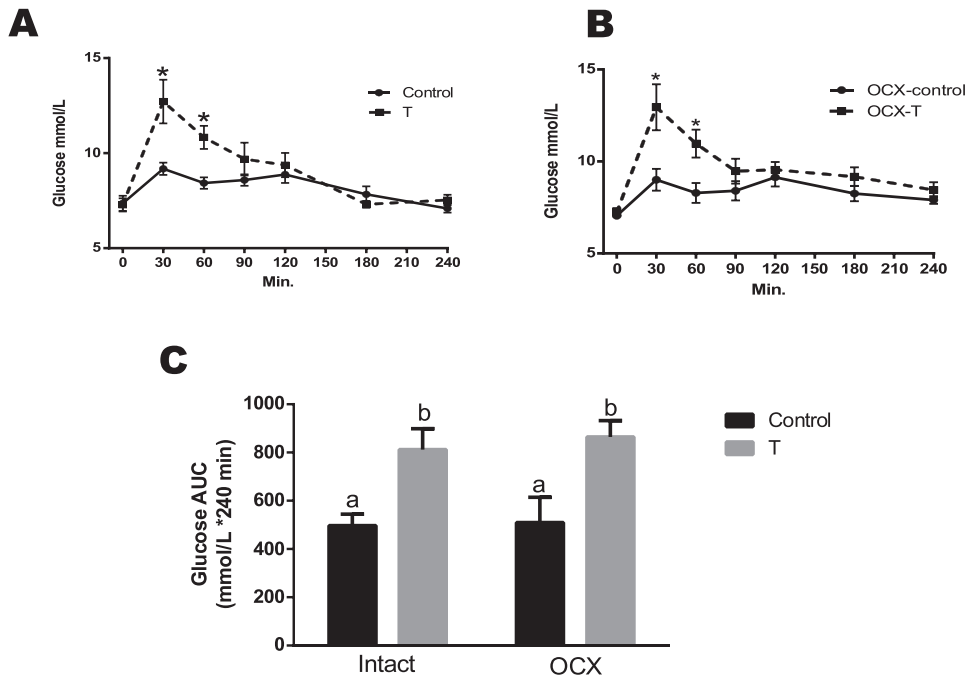 A
15
10
5
Glucose mmol/L
*
*
Control
T
0 30 60 90 120 150 180 210 240
Min.
B
15
10
5
Glucose mmol/L
*
*
OCX-control
OCX-T
0 30 60 90 120 150 180 210 240
Min.
C
1000
800
600
400
200
0
Glucose AUC
(mmol/L *240 min)
a
b
a
b
Control
T
Intact
OCX